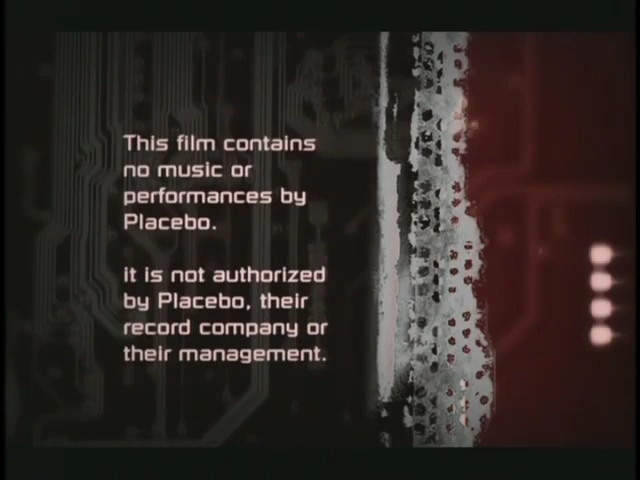 This film contains
no music or
performances by
Placebo.
it is not authorized
by Placebo, their
record company or
their management.